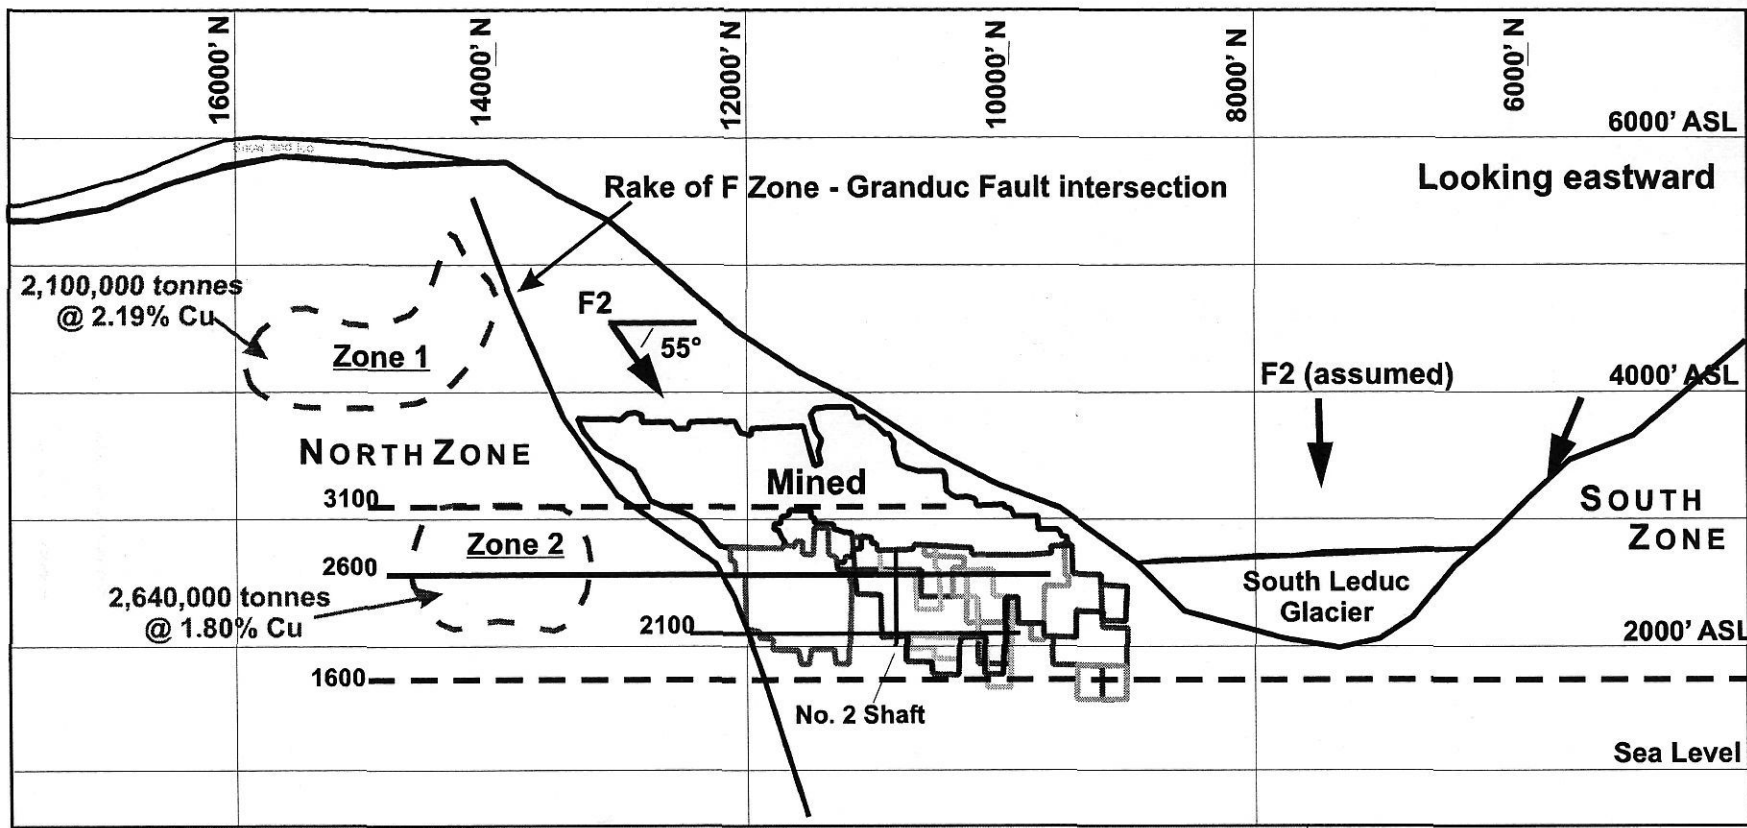 16000' N
14000' N
12000' N
10000' N
8000' N
6000' N
6000' ASL
Snow and Ice
Looking eastward
Rake of F Zone - Granduc Fault intersection
2,100,000 tonnes
@ 2.19% Cu
Zone 1
F2
55°
F2 (assumed)
4000' ASL
NORTH ZONE
Mined
3100
SOUTH
ZONE
Zone 2
2600
South Leduc
Glacier
2,640,000 tonnes
@ 1.80% Cu
2100
2000' ASL
1600
No. 2 Shaft
Sea Level